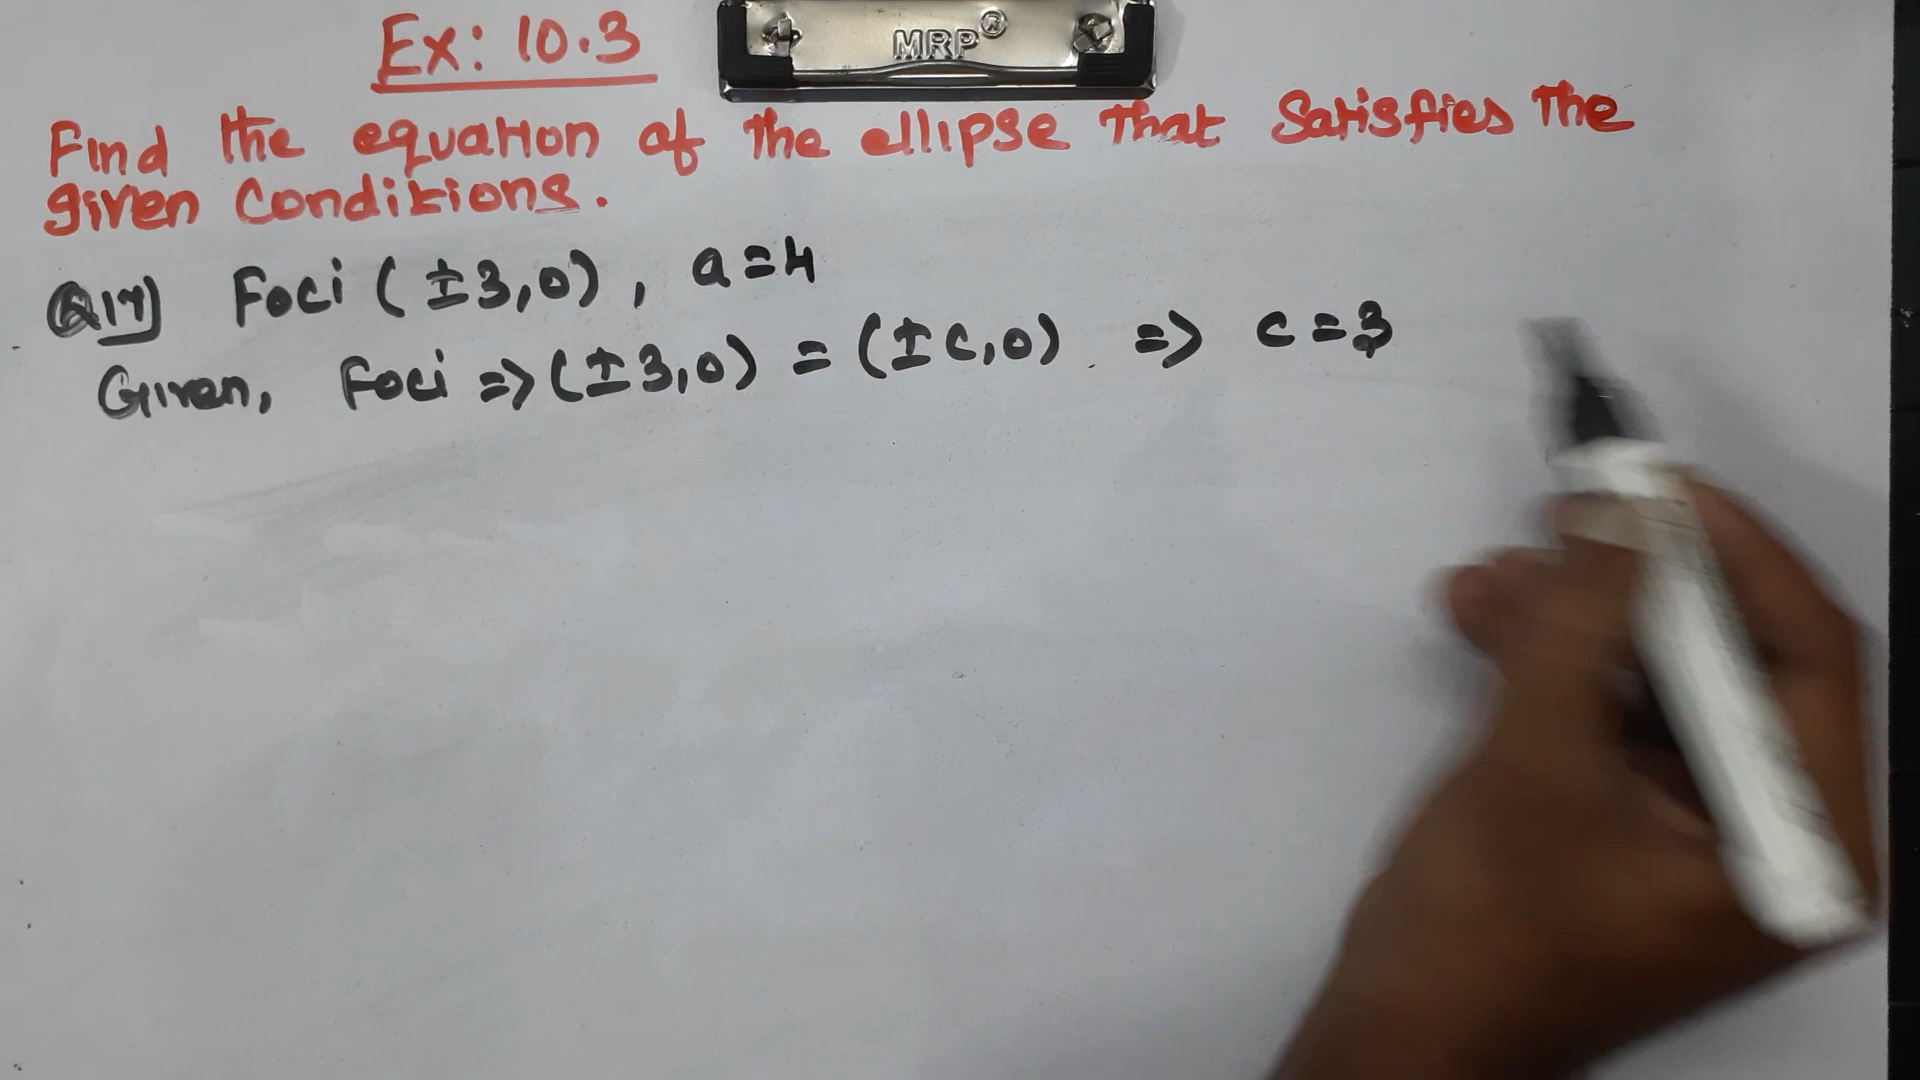 Ex: 10.3
MRP®
Find the equation of the ellipse that satisfies the
given conditions.
Q17) Foci (±3,0), a=4
Given, Foci => (±3,0) = (±c,0) => c=3